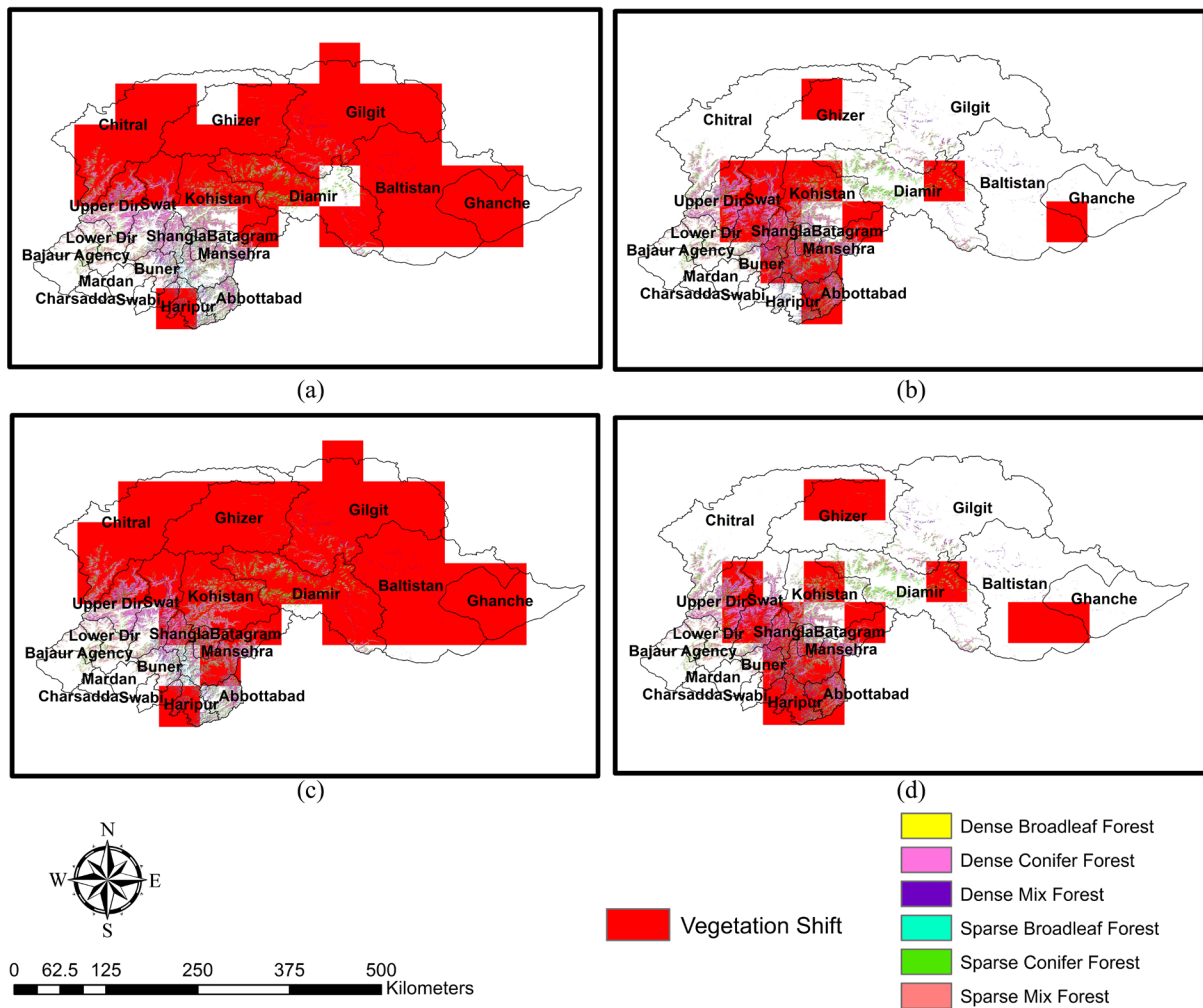 Chitral
Ghizer
Gilgit
Upper Dir
Swat
Kohistan
Diamir
Baltistan
Ghanche
Lower Dir
Shangla
Batagram
Bajaur Agency
Buner
Mansehra
Mardan
Charsadda
Swabi
Haripur
Abbottabad
(a)
Chitral
Ghizer
Gilgit
Upper Dir
Swat
Kohistan
Diamir
Baltistan
Ghanche
Lower Dir
Shangla
Batagram
Bajaur Agency
Buner
Mansehra
Mardan
Charsadda
Swabi
Haripur
Abbottabad
(b)
Chitral
Ghizer
Gilgit
Upper Dir
Swat
Kohistan
Diamir
Baltistan
Ghanche
Lower Dir
Shangla
Batagram
Bajaur Agency
Buner
Mansehra
Mardan
Charsadda
Swabi
Haripur
Abbottabad
(c)
Chitral
Ghizer
Gilgit
Upper Dir
Swat
Kohistan
Diamir
Baltistan
Ghanche
Lower Dir
Shangla
Batagram
Bajaur Agency
Buner
Mansehra
Mardan
Charsadda
Swabi
Haripur
Abbottabad
(d)
N
W E
S
0 62.5 125 250 375 500
Kilometers
Vegetation Shift
Dense Broadleaf Forest
Dense Conifer Forest
Dense Mix Forest
Sparse Broadleaf Forest
Sparse Conifer Forest
Sparse Mix Forest